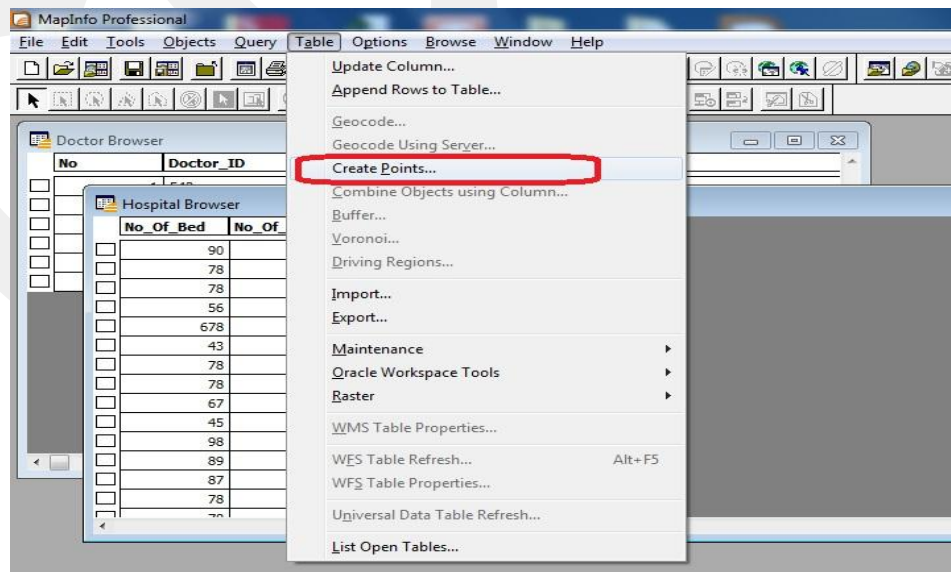 MapInfo Professional
File Edit Tools Objects Query Table Options Browse Window Help
Update Column...
Append Rows to Table...
Geocode...
Geocode Using Server...
Create Points...
Combine Objects using Column...
Buffer...
Voronoi...
Driving Regions...
Import...
Export...
Maintenance
Oracle Workspace Tools
Raster
WMS Table Properties...
WFS Table Refresh... Alt+F5
WFS Table Properties...
Universal Data Table Refresh...
List Open Tables...
Doctor Browser
No Doctor_ID
Hospital Browser
No_Of_Bed No_Of_
90
78
78
56
678
43
78
78
67
45
98
89
87
78